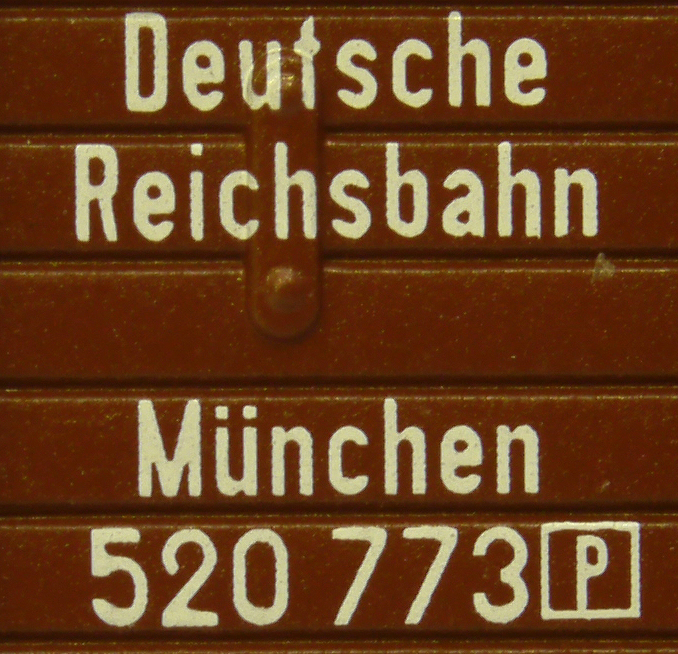 Deutsche
Reichsbahn
München
520 773 P